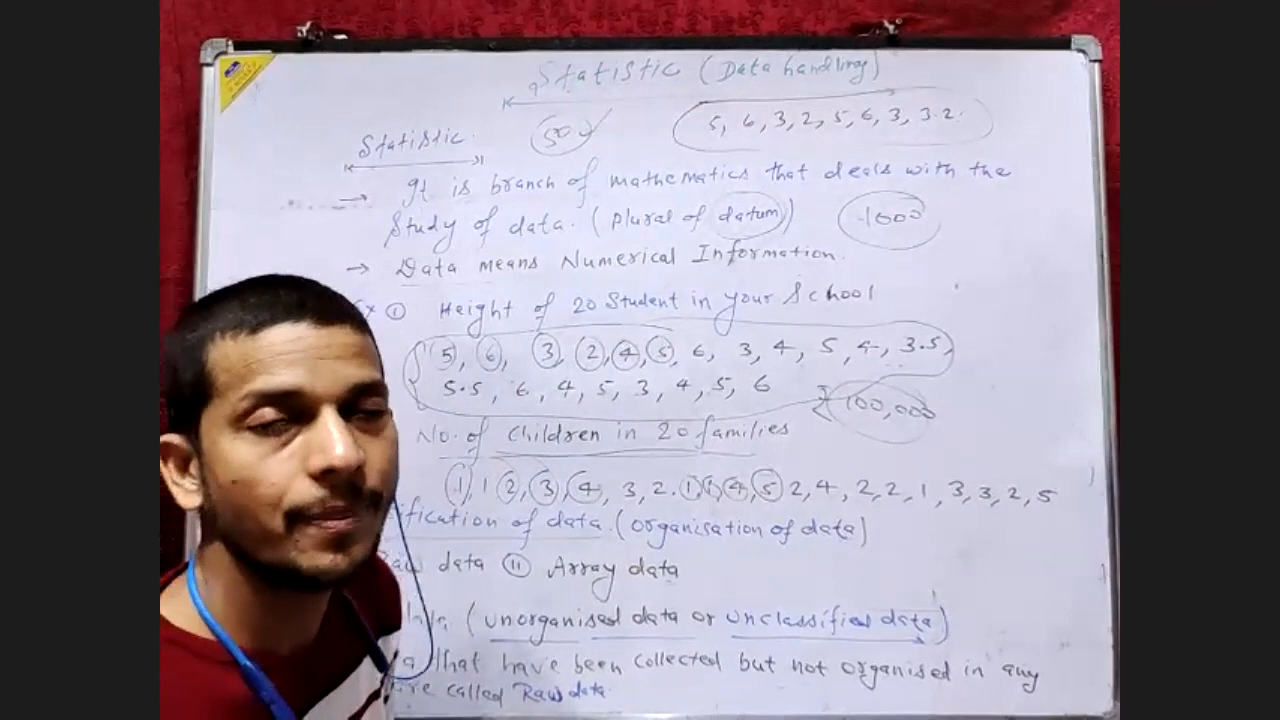 Statistic (Data handling)
5, 6, 3, 2, 5, 6, 3, 3.2.
500
Statistic.
→ It is branch of mathematics that deals with the
Study of data. (Plural of datum)
1000
→ Data means Numerical Information.
Ex ① Height of 20 Student in your School
5, 6, 3, 2, 4, 5, 6, 3, 4, 5, 4, 3.5,
5.5, 6, 4, 5, 3, 4, 5, 6
100,000
No. of Children in 20 families
1, 1 2, 3, 4, 3, 2. 1, 1, 4, 5 2, 4, 2, 2, 1, 3, 3, 2, 5
ification of data. (organisation of data)
data ⑪ Array data
(unorganised data or unclassified data)
a that have been collected but not organised in any
are called Raw data.